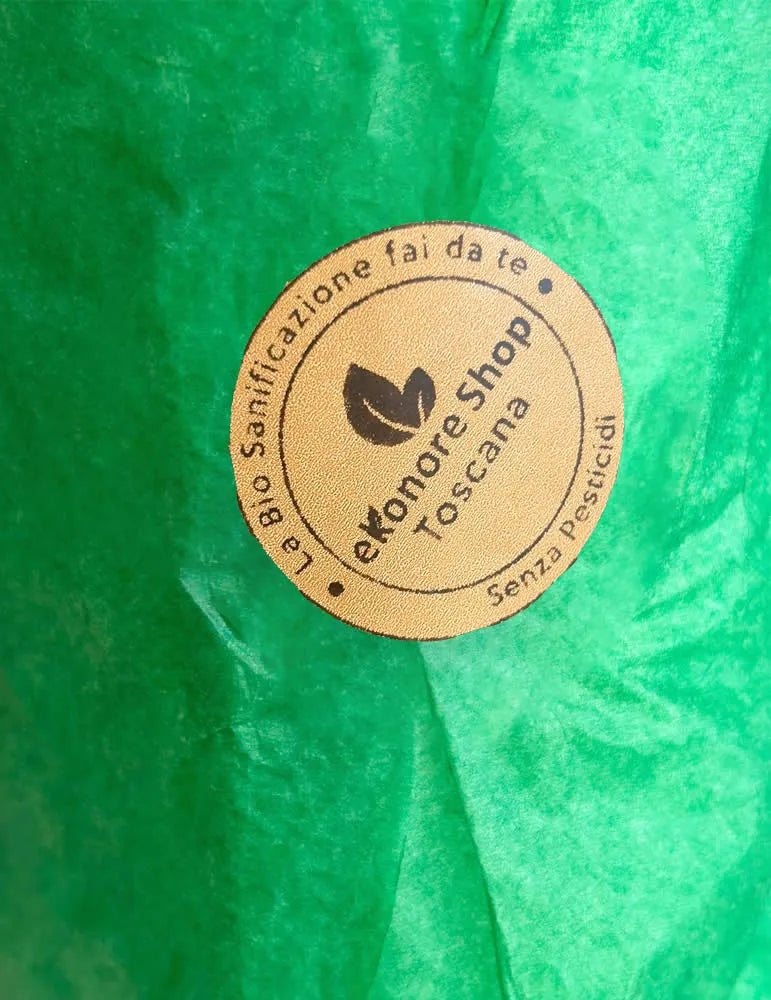 La Bio Sanificazione fai da te
eKonore Shop
Toscana
Senza Pesticidi